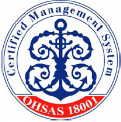 Certified Management System
OHSAS 18001